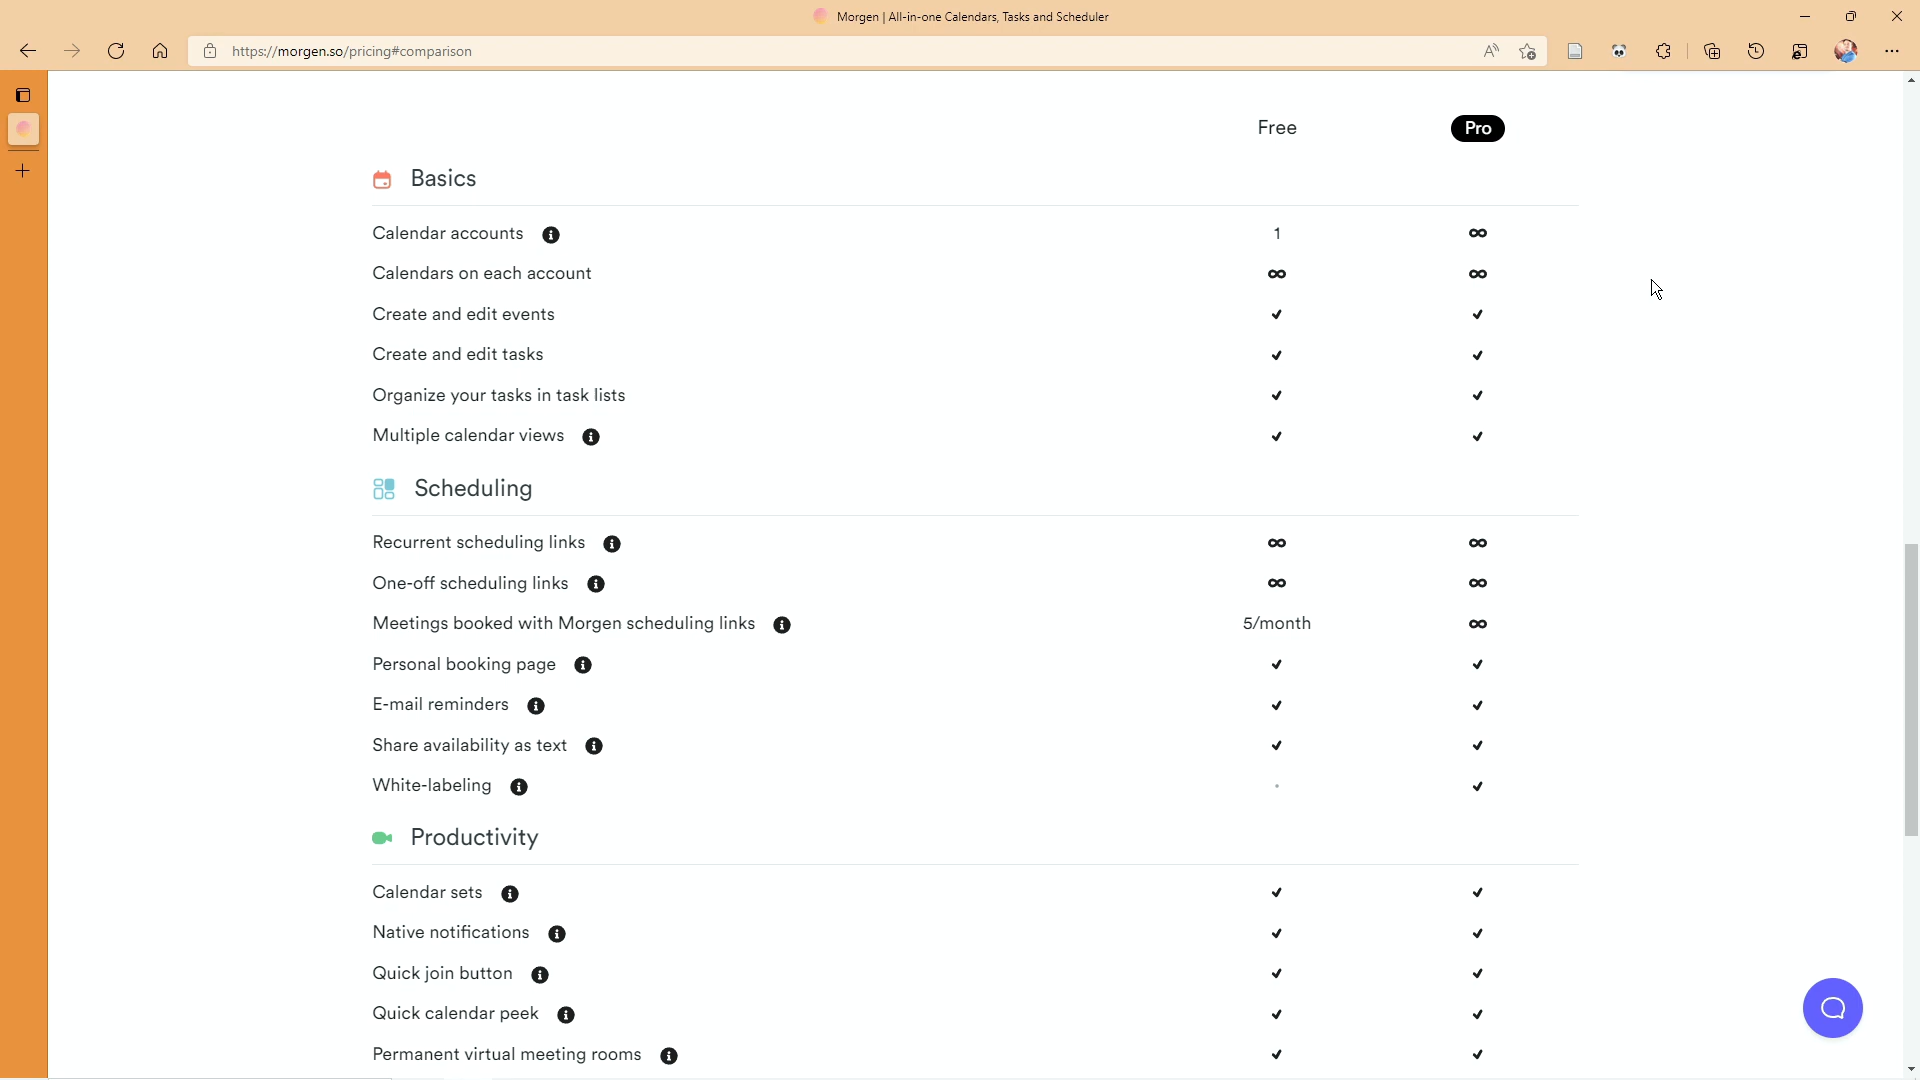 Morgen | All-in-one Calendars, Tasks and Scheduler
https://morgen.so/pricing#comparison
Free Pro
Basics
Calendar accounts 1 ∞
Calendars on each account ∞ ∞
Create and edit events ✓ ✓
Create and edit tasks ✓ ✓
Organize your tasks in task lists ✓ ✓
Multiple calendar views ✓ ✓
Scheduling
Recurrent scheduling links ∞ ∞
One-off scheduling links ∞ ∞
Meetings booked with Morgen scheduling links 5/month ∞
Personal booking page ✓ ✓
E-mail reminders ✓ ✓
Share availability as text ✓ ✓
White-labeling • ✓
Productivity
Calendar sets ✓ ✓
Native notifications ✓ ✓
Quick join button ✓ ✓
Quick calendar peek ✓ ✓
Permanent virtual meeting rooms ✓ ✓